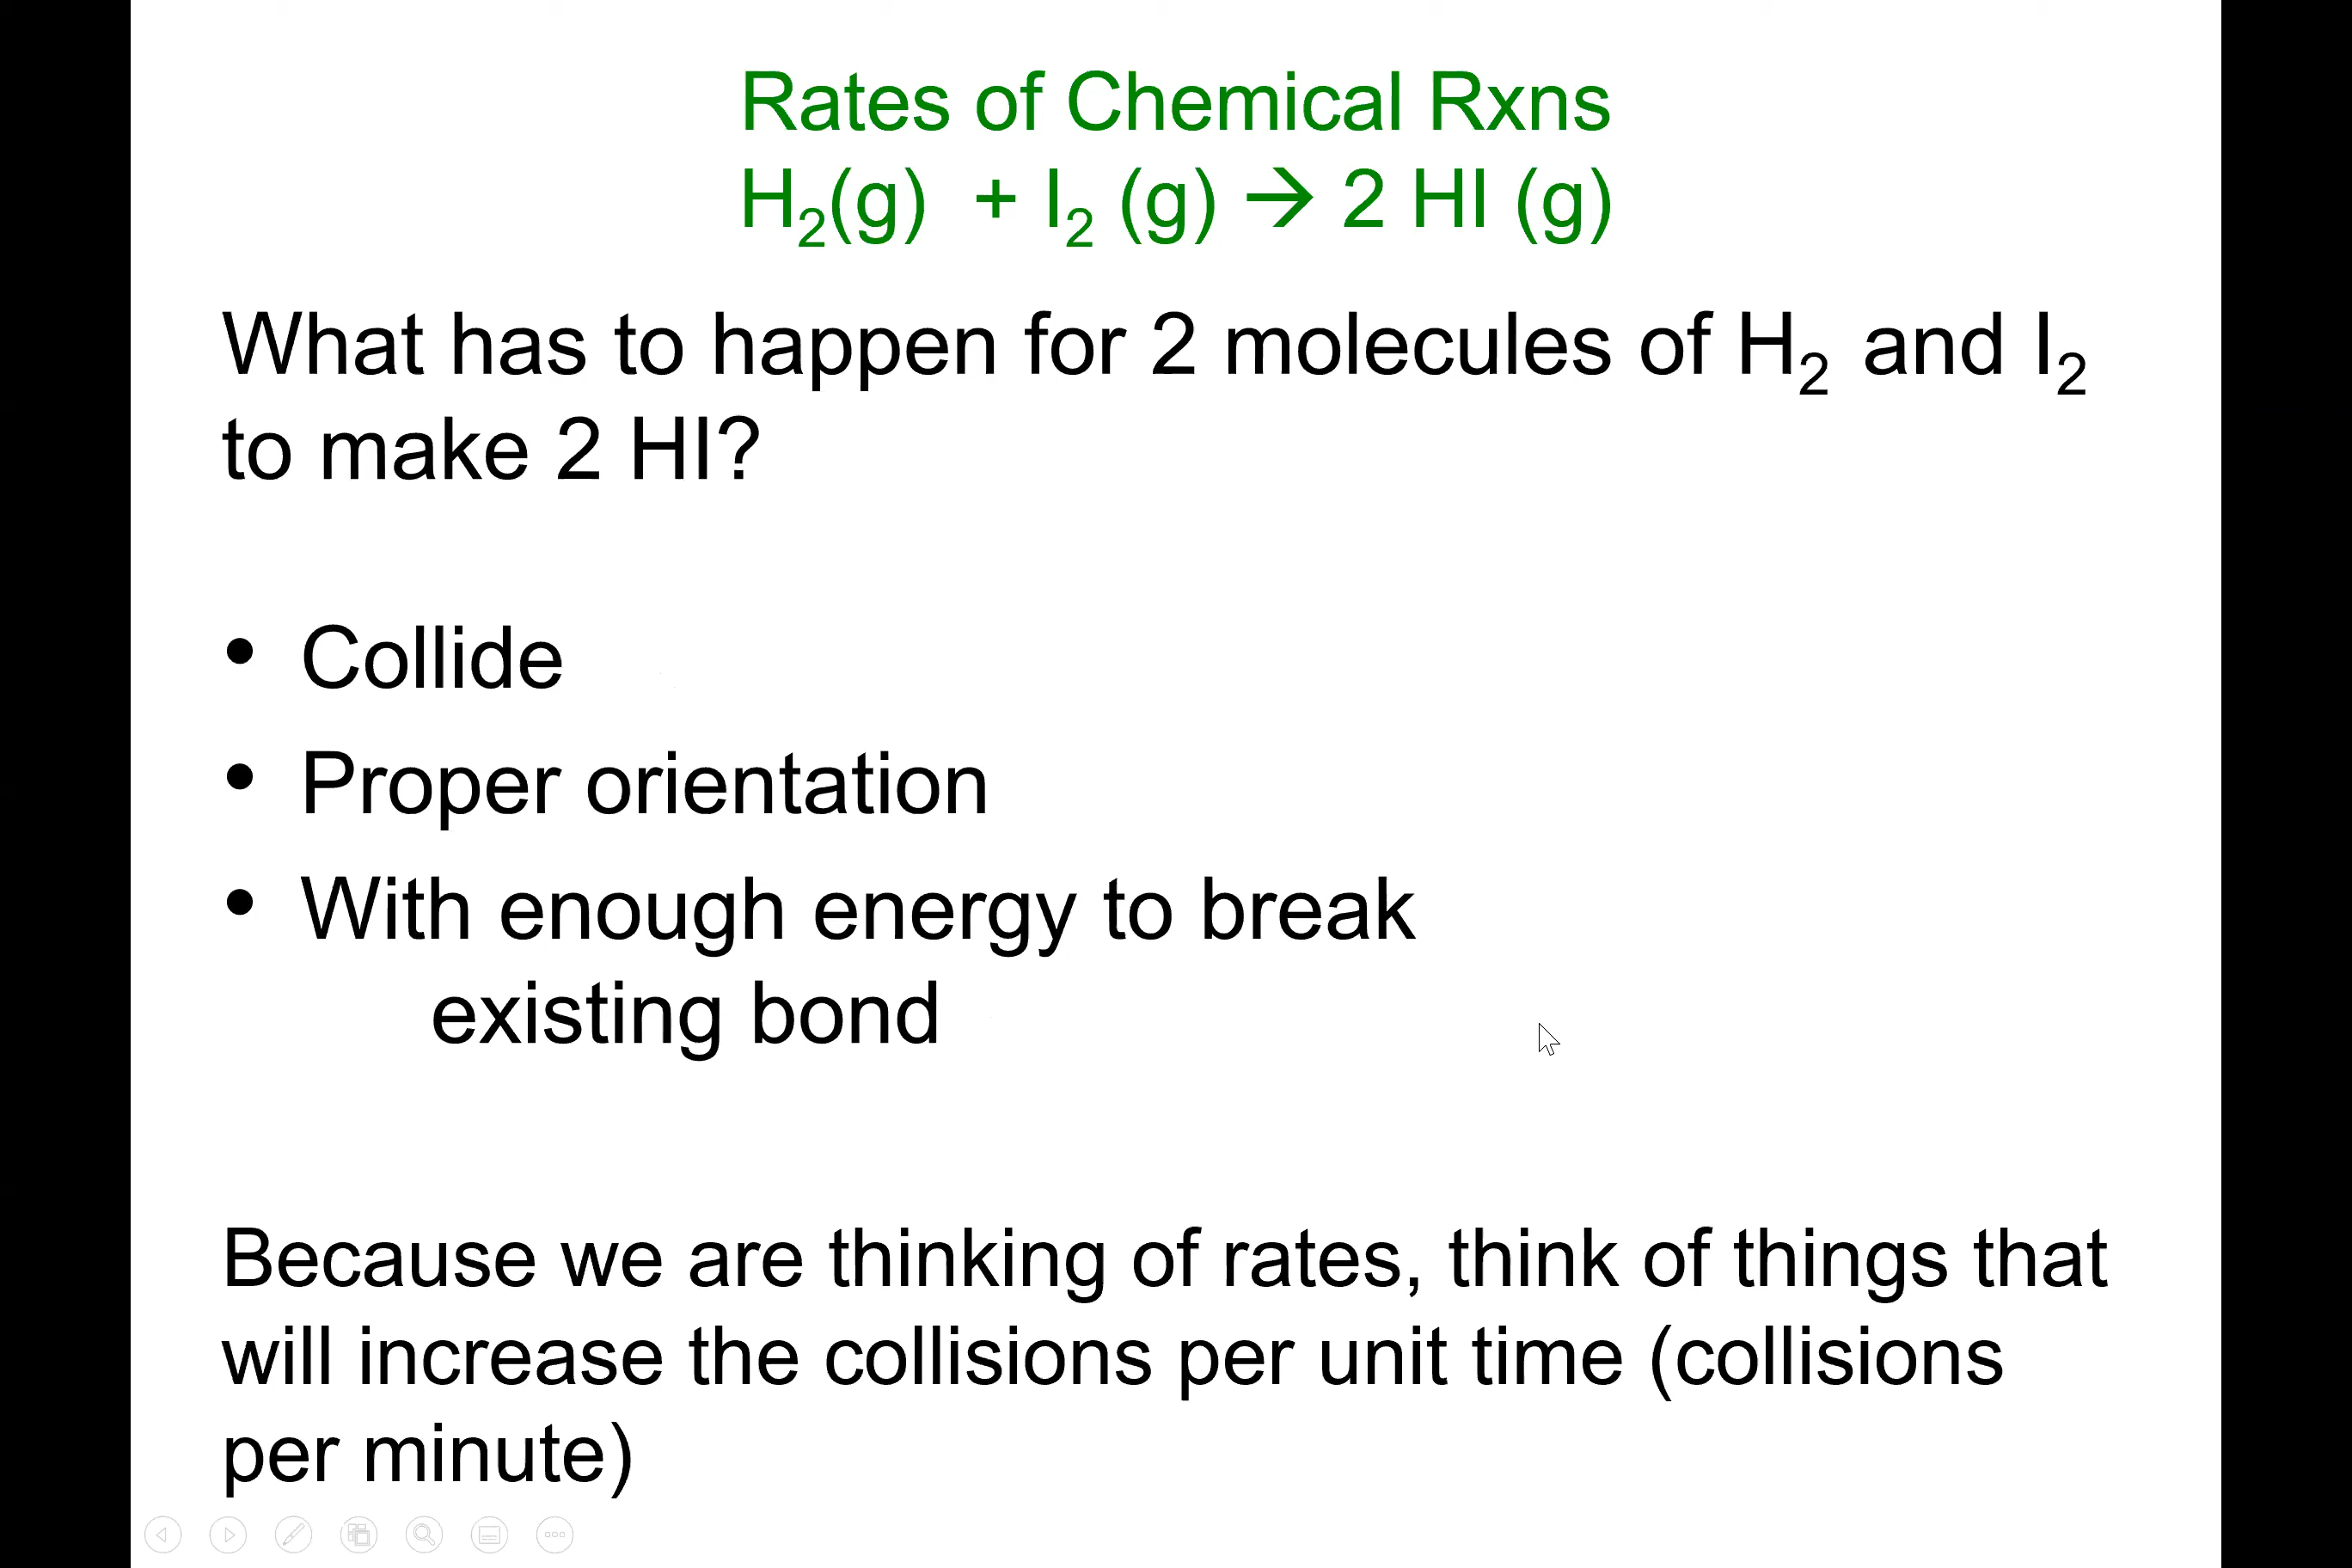 Rates of Chemical Rxns
H₂(g) + I₂ (g) → 2 HI (g)
What has to happen for 2 molecules of H₂ and I₂
to make 2 HI?
• Collide
• Proper orientation
• With enough energy to break
existing bond
Because we are thinking of rates, think of things that
will increase the collisions per unit time (collisions
per minute)